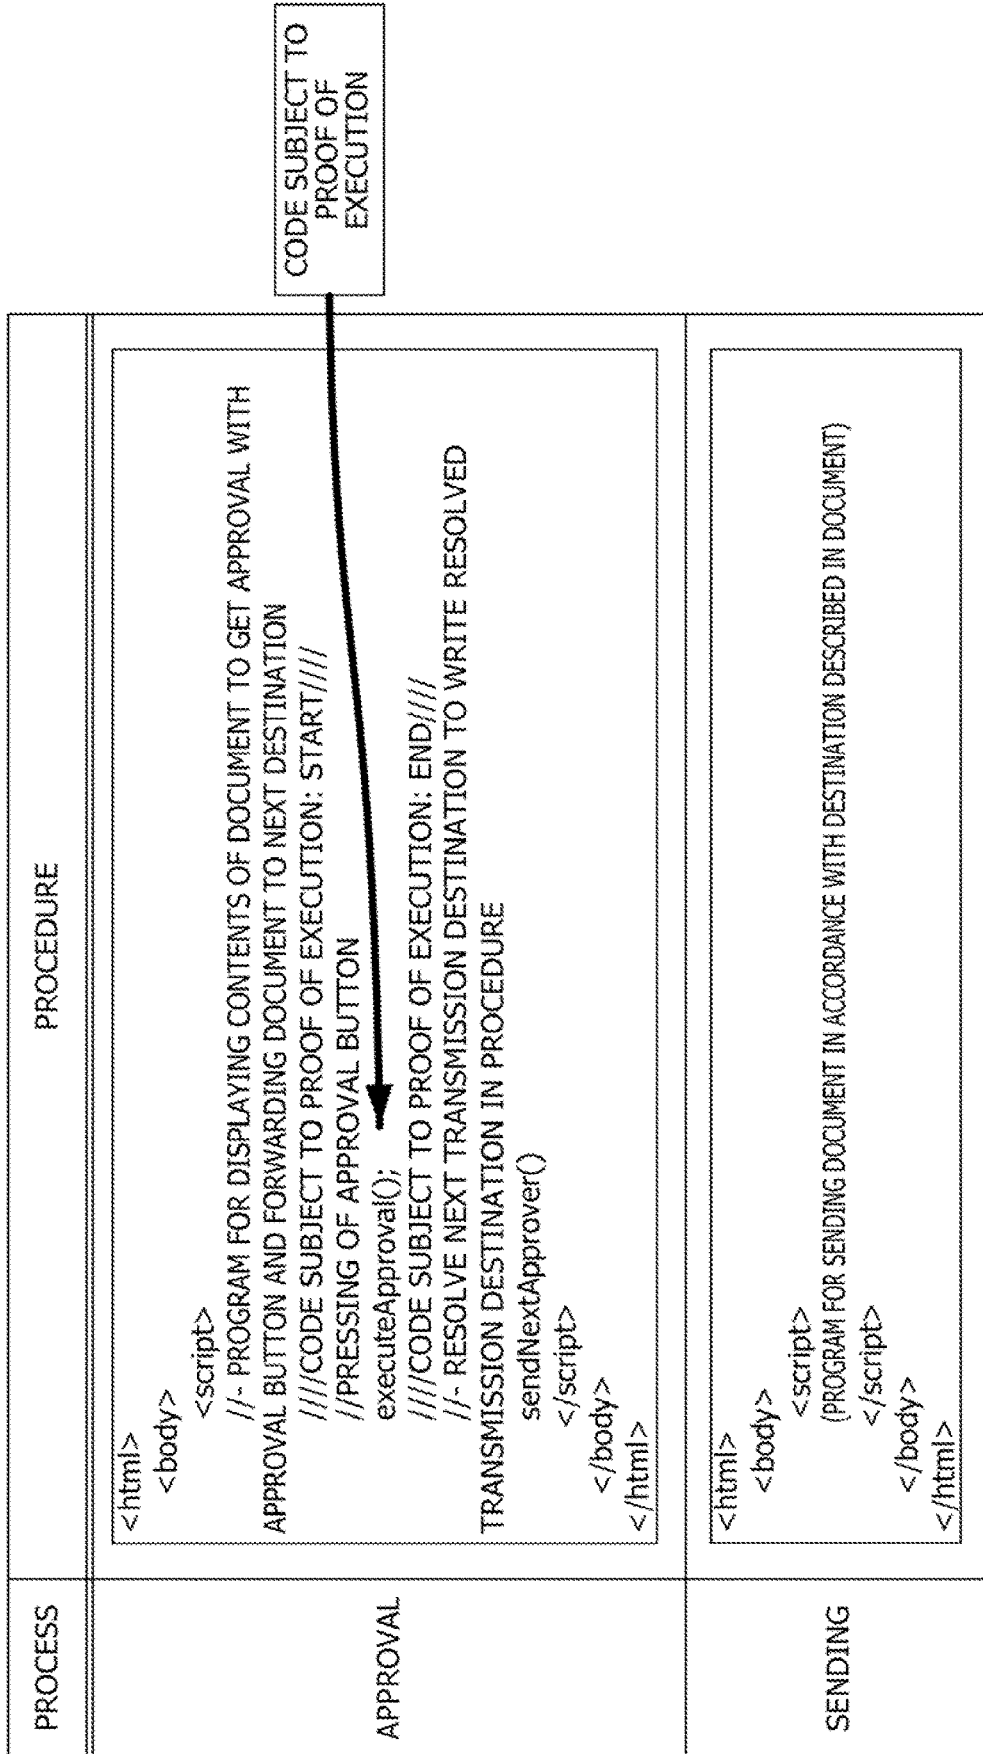 PROCESS
PROCEDURE
APPROVAL
<html>
<body>
<script>
//- PROGRAM FOR DISPLAYING CONTENTS OF DOCUMENT TO GET APPROVAL WITH
APPROVAL BUTTON AND FORWARDING DOCUMENT TO NEXT DESTINATION
////CODE SUBJECT TO PROOF OF EXECUTION: START////
//PRESSING OF APPROVAL BUTTON
executeApproval();
////CODE SUBJECT TO PROOF OF EXECUTION: END////
//- RESOLVE NEXT TRANSMISSION DESTINATION TO WRITE RESOLVED
TRANSMISSION DESTINATION IN PROCEDURE
sendNextApprover()
</script>
</body>
</html>
CODE SUBJECT TO
PROOF OF
EXECUTION
SENDING
<html>
<body>
<script>
(PROGRAM FOR SENDING DOCUMENT IN ACCORDANCE WITH DESTINATION DESCRIBED IN DOCUMENT)
</script>
</body>
</html>